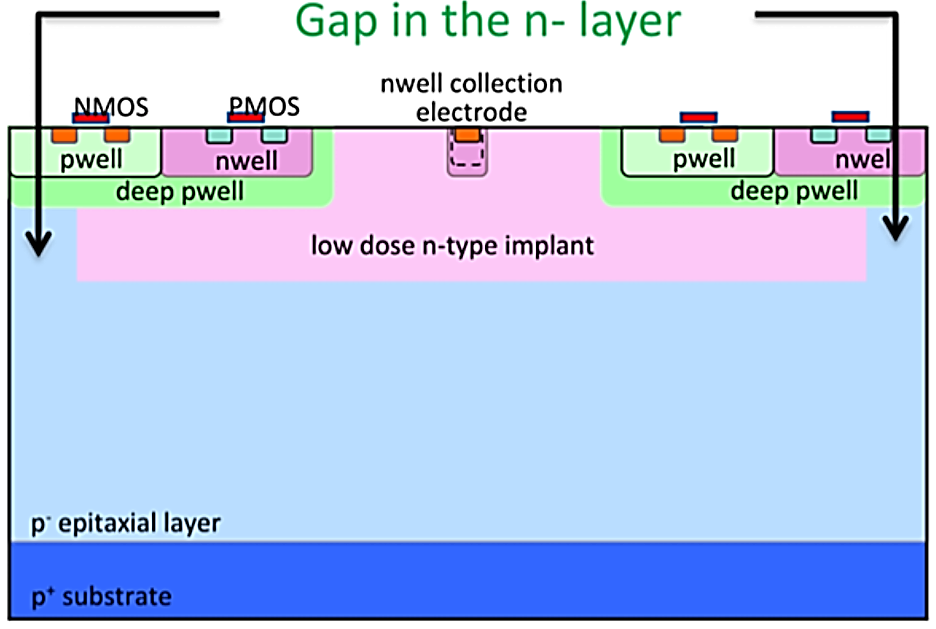 Gap in the n- layer
nwell collection
electrode
NMOS
PMOS
pwell
nwell
pwell
nwel
deep pwell
deep pwell
low dose n-type implant
p- epitaxial layer
p+ substrate